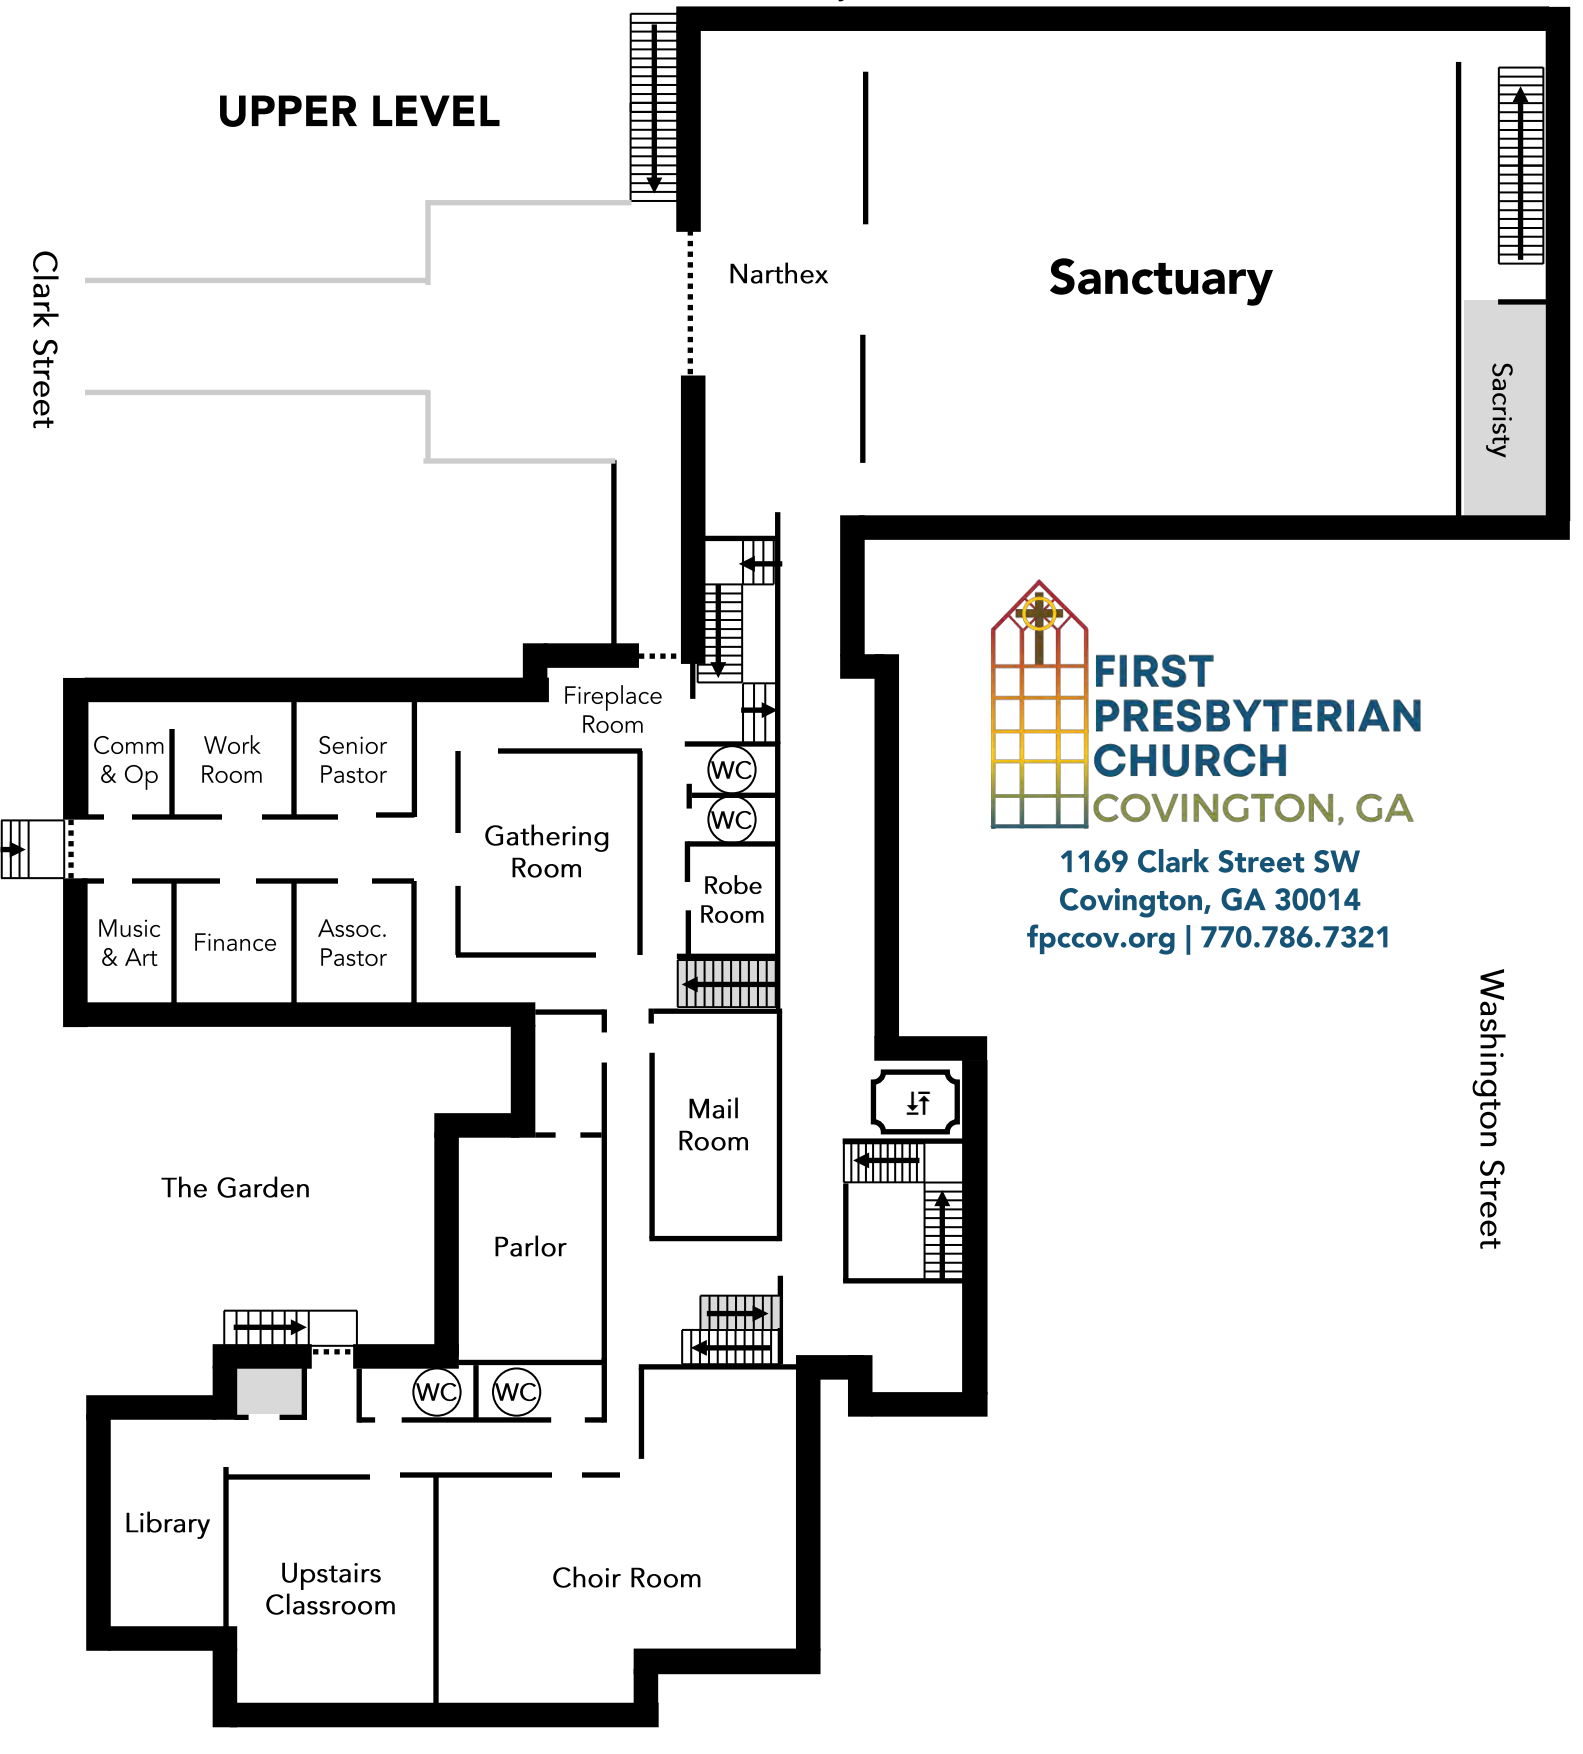 UPPER LEVEL
Clark Street
Narthex
Sanctuary
Sacristy
Fireplace
Room
Comm
& Op
Work
Room
Senior
Pastor
WC
WC
Gathering
Room
Robe
Room
Music
& Art
Finance
Assoc.
Pastor
FIRST
PRESBYTERIAN
CHURCH
COVINGTON, GA
1169 Clark Street SW
Covington, GA 30014
fpccov.org | 770.786.7321
Washington Street
Mail
Room
The Garden
Parlor
WC
WC
Library
Upstairs
Classroom
Choir Room